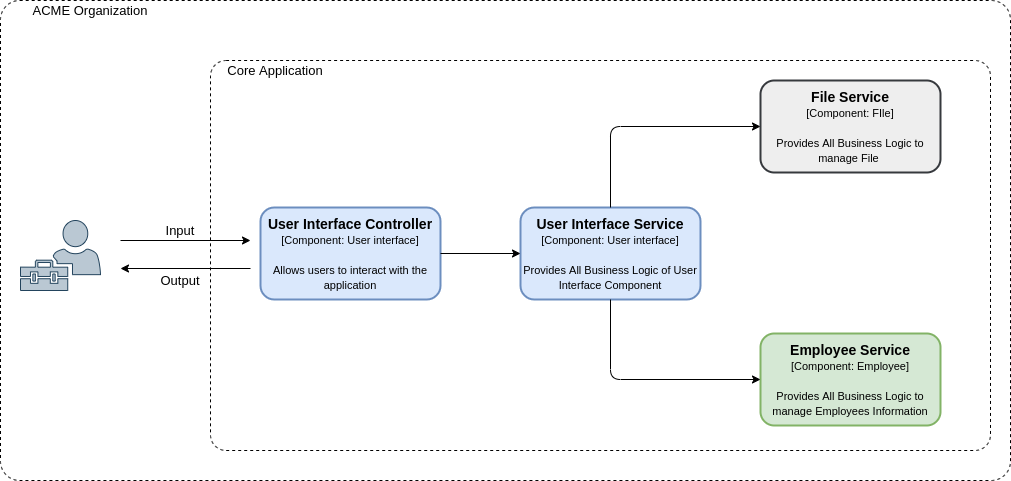 ACME Organization
Core Application
File Service
[Component: FIle]
Provides All Business Logic to
manage File
User Interface Controller
[Component: User interface]
Allows users to interact with the
application
User Interface Service
[Component: User interface]
Provides All Business Logic of User
Interface Component
Input
Output
Employee Service
[Component: Employee]
Provides All Business Logic to
manage Employees Information